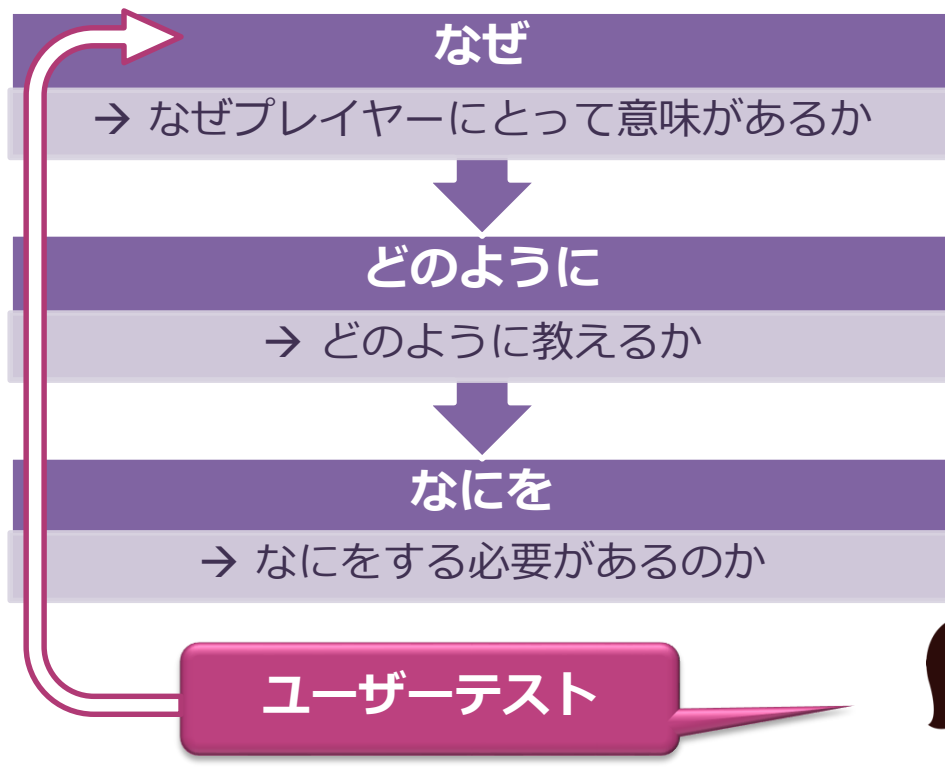 なぜ
→ なぜプレイヤーにとって意味があるか
どのように
→ どのように教えるか
なにを
→ なにをする必要があるのか
ユーザーテスト